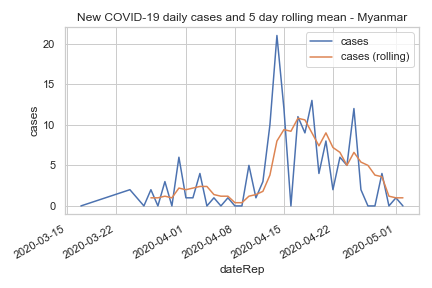 New COVID-19 daily cases and 5 day rolling mean - Myanmar
cases
cases (rolling)
cases
20
15
10
5
0
2020-03-15
2020-03-22
2020-04-01
2020-04-08
2020-04-15
2020-04-22
2020-05-01
dateRep